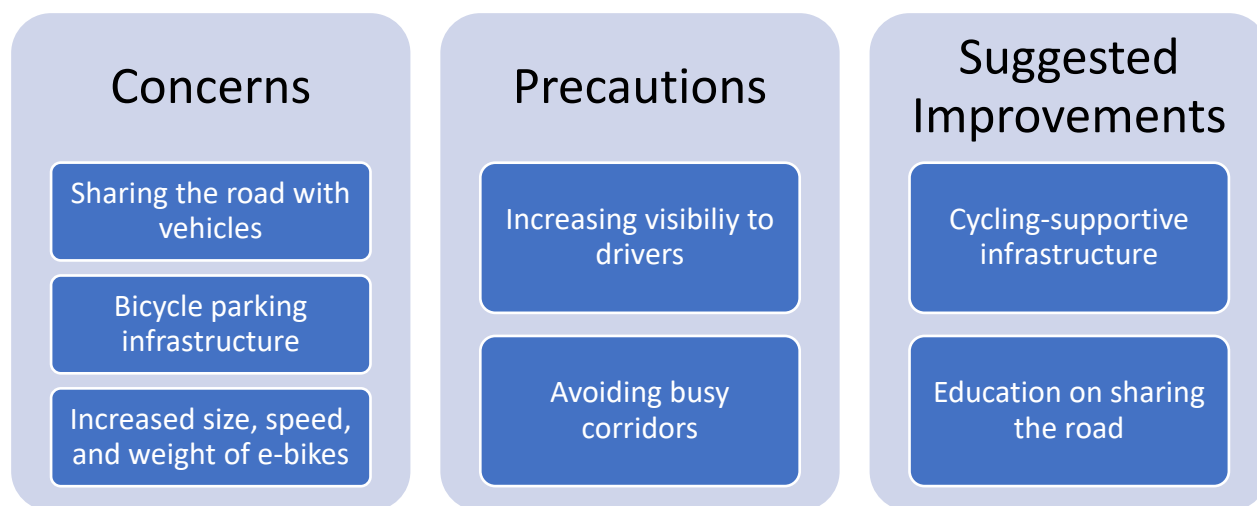 Concerns
Sharing the road with
vehicles
Bicycle parking
infrastructure
Increased size, speed,
and weight of e-bikes
Precautions
Increasing visibiliy to
drivers
Avoiding busy
corridors
Suggested
Improvements
Cycling-supportive
infrastructure
Education on sharing
the road